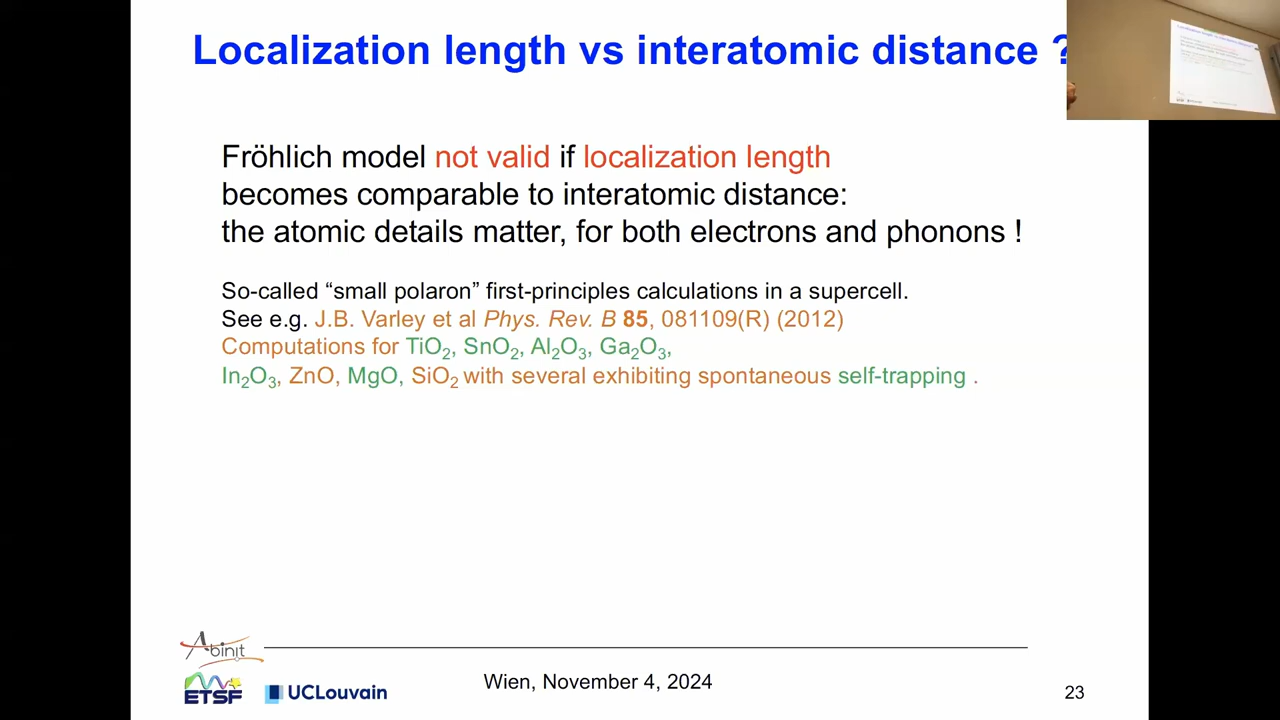 Localization length vs interatomic distance ?
Fröhlich model not valid if localization length
becomes comparable to interatomic distance:
the atomic details matter, for both electrons and phonons !
So-called “small polaron” first-principles calculations in a supercell.
See e.g. J.B. Varley et al Phys. Rev. B 85, 081109(R) (2012)
Computations for TiO₂, SnO₂, Al₂O₃, Ga₂O₃,
In₂O₃, ZnO, MgO, SiO₂ with several exhibiting spontaneous self-trapping .
Abinit
ETSF
UCLouvain
Wien, November 4, 2024
23